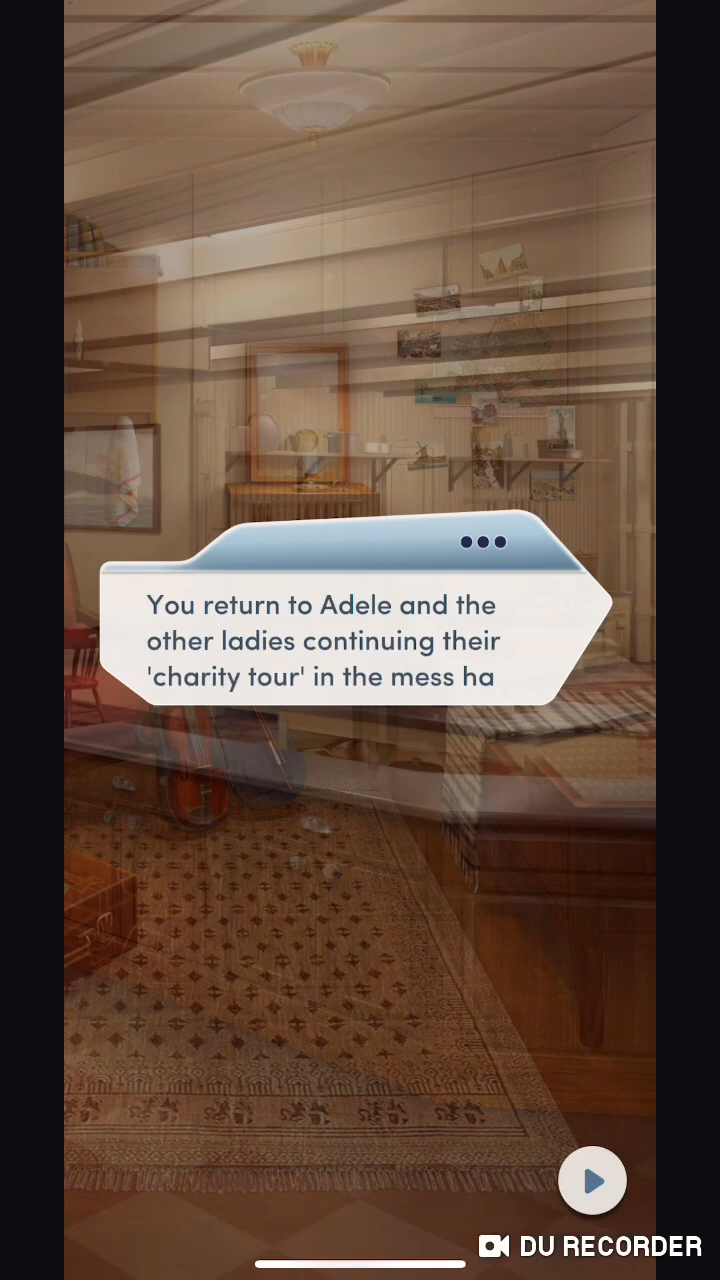 You return to Adele and the
other ladies continuing their
'charity tour' in the mess ha
DU RECORDER